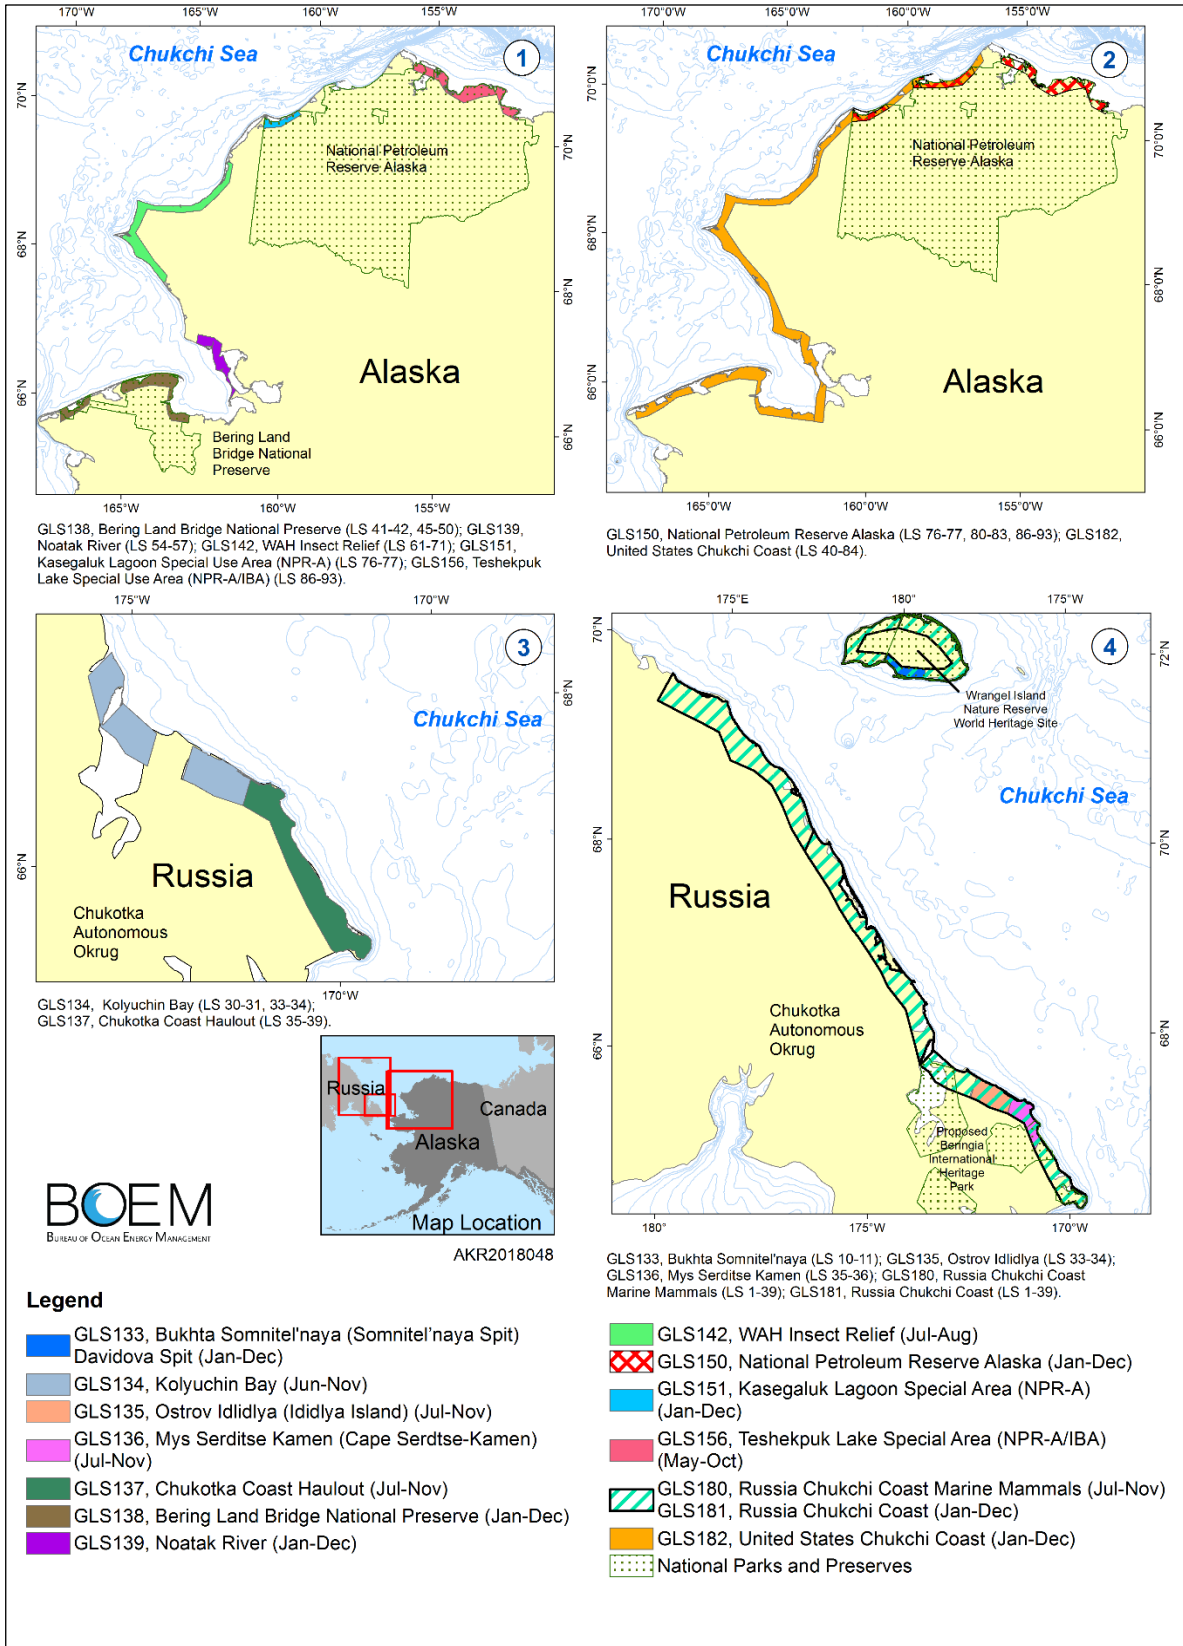 170°W 165°W 160°W 155°W
Chukchi Sea
1
70°N
National Petroleum
Reserve Alaska
70°N
68°N
68°N
Alaska
66°N
66°N
Bering Land
Bridge National
Preserve
165°W 160°W 155°W
GLS138, Bering Land Bridge National Preserve (LS 41-42, 45-50); GLS139,
Noatak River (LS 54-57); GLS142, WAH Insect Relief (LS 61-71); GLS151,
Kasegaluk Lagoon Special Use Area (NPR-A) (LS 76-77); GLS156, Teshekpuk
Lake Special Use Area (NPR-A/IBA) (LS 86-93).
170°0'W 165°0'W 160°0'W 155°0'W
Chukchi Sea
2
70°0'N
National Petroleum
Reserve Alaska
70°0'N
68°0'N
68°0'N
Alaska
66°0'N
66°0'N
165°0'W 160°0'W 155°0'W
GLS150, National Petroleum Reserve Alaska (LS 76-77, 80-83, 86-93); GLS182,
United States Chukchi Coast (LS 40-84).
175°W 170°W
3
68°N
68°N
Chukchi Sea
66°N
Russia
Chukotka
Autonomous
Okrug
170°W
GLS134, Kolyuchin Bay (LS 30-31, 33-34);
GLS137, Chukotka Coast Haulout (LS 35-39).
175°E 180° 175°W
4
70°N
72°N
Wrangel Island
Nature Reserve
World Heritage Site
Chukchi Sea
68°N
70°N
Russia
Chukotka
Autonomous
Okrug
66°N
68°N
Proposed
Beringia
International
Heritage
Park
180° 175°W 170°W
GLS133, Bukhta Somnitel'naya (LS 10-11); GLS135, Ostrov Idlidlya (LS 33-34);
GLS136, Mys Serditse Kamen (LS 35-36); GLS180, Russia Chukchi Coast
Marine Mammals (LS 1-39); GLS181, Russia Chukchi Coast (LS 1-39).
Russia
Canada
Alaska
Map Location
AKR2018048
BOEM
BUREAU OF OCEAN ENERGY MANAGEMENT
Legend
GLS133, Bukhta Somnitel'naya (Somnitel'naya Spit)
Davidova Spit (Jan-Dec)
GLS134, Kolyuchin Bay (Jun-Nov)
GLS135, Ostrov Idlidlya (Ididlya Island) (Jul-Nov)
GLS136, Mys Serditse Kamen (Cape Serdtse-Kamen)
(Jul-Nov)
GLS137, Chukotka Coast Haulout (Jul-Nov)
GLS138, Bering Land Bridge National Preserve (Jan-Dec)
GLS139, Noatak River (Jan-Dec)
GLS142, WAH Insect Relief (Jul-Aug)
GLS150, National Petroleum Reserve Alaska (Jan-Dec)
GLS151, Kasegaluk Lagoon Special Area (NPR-A)
(Jan-Dec)
GLS156, Teshekpuk Lake Special Area (NPR-A/IBA)
(May-Oct)
GLS180, Russia Chukchi Coast Marine Mammals (Jul-Nov)
GLS181, Russia Chukchi Coast (Jan-Dec)
GLS182, United States Chukchi Coast (Jan-Dec)
National Parks and Preserves